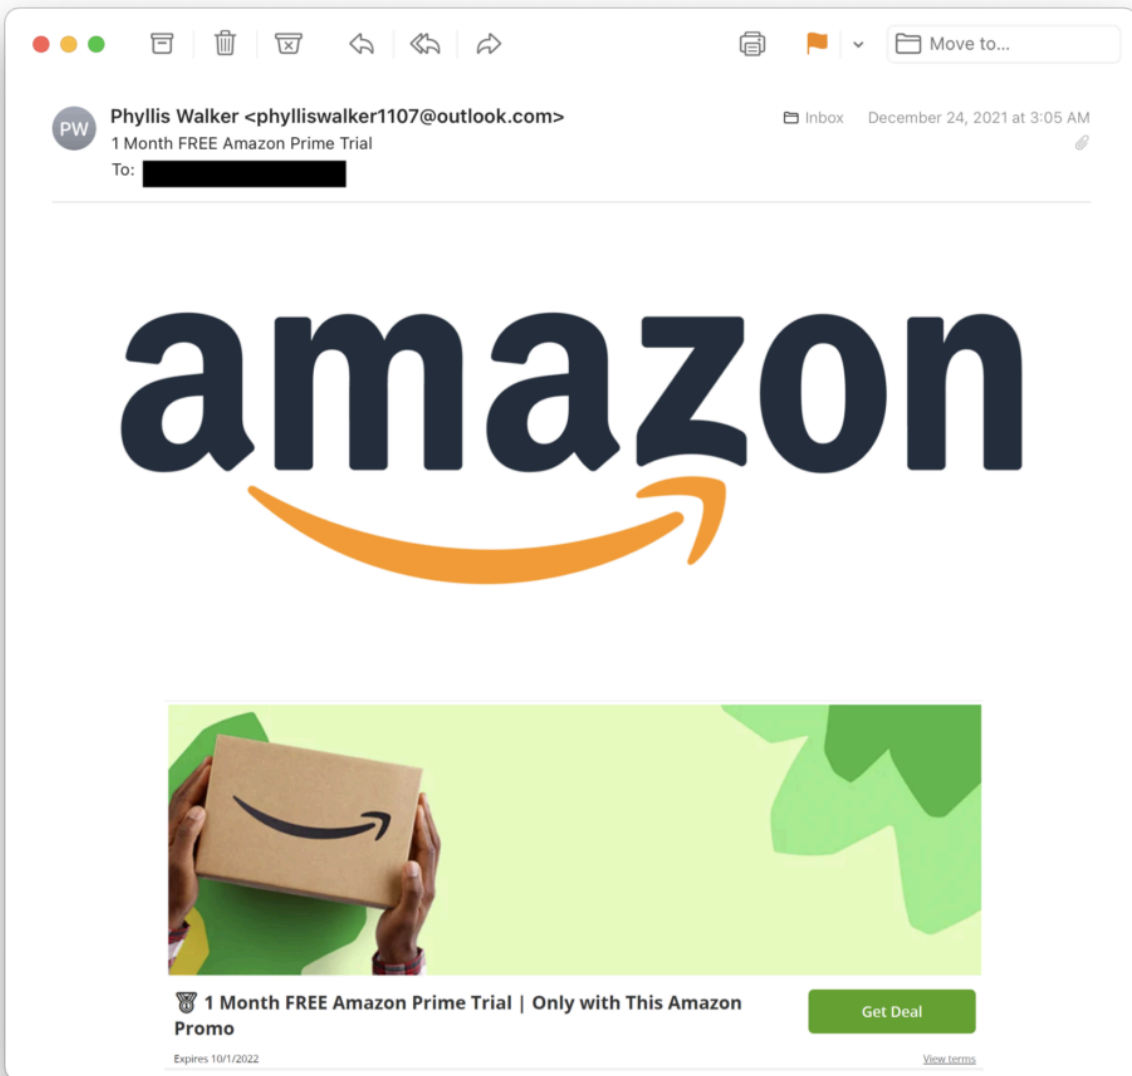 Move to...
PW
Phyllis Walker <phylliswalker1107@outlook.com>
Inbox
December 24, 2021 at 3:05 AM
1 Month FREE Amazon Prime Trial
To:
amazon
1 Month FREE Amazon Prime Trial | Only with This Amazon
Promo
Get Deal
Expires 10/1/2022
View terms